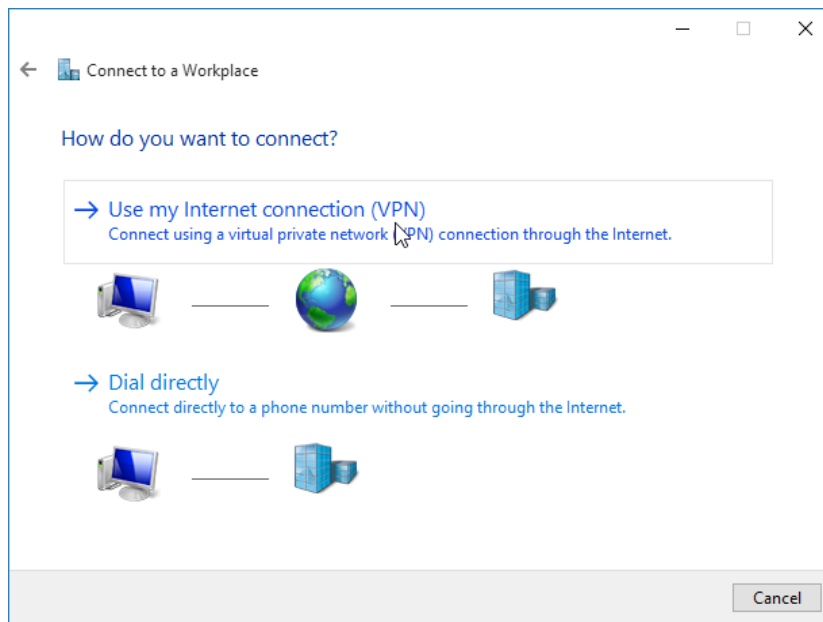 Connect to a Workplace
How do you want to connect?
Use my Internet connection (VPN)
Connect using a virtual private network (VPN) connection through the Internet.
Dial directly
Connect directly to a phone number without going through the Internet.
Cancel